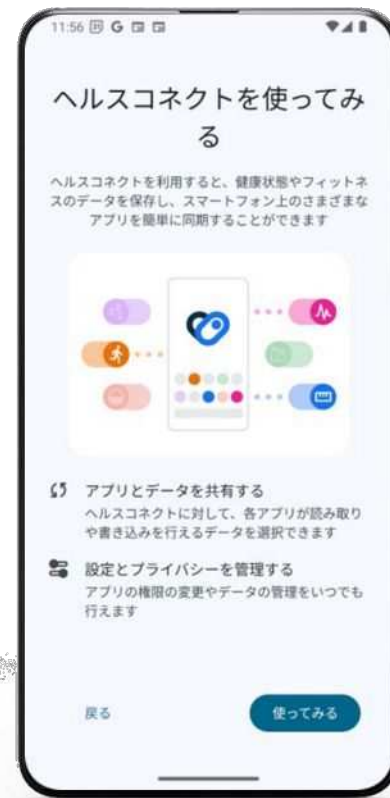 11:56
ヘルスコネクトを使ってみ
る
ヘルスコネクトを利用すると、健康状態やフィットネ
スのデータを保存し、スマートフォン上のさまざまな
アプリを簡単に同期することができます
アプリとデータを共有する
ヘルスコネクトに対して、各アプリが読み取り
や書き込みを行えるデータを選択できます
設定とプライバシーを管理する
アプリの権限の変更やデータの管理をいつでも
行えます
戻る
使ってみる